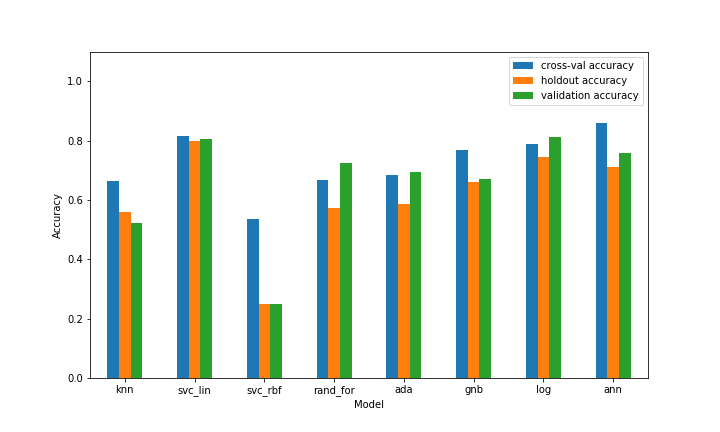 1.0
0.8
0.6
0.4
0.2
0.0
Accuracy
cross-val accuracy
holdout accuracy
validation accuracy
knn svc_lin svc_rbf rand_for ada gnb log ann
Model